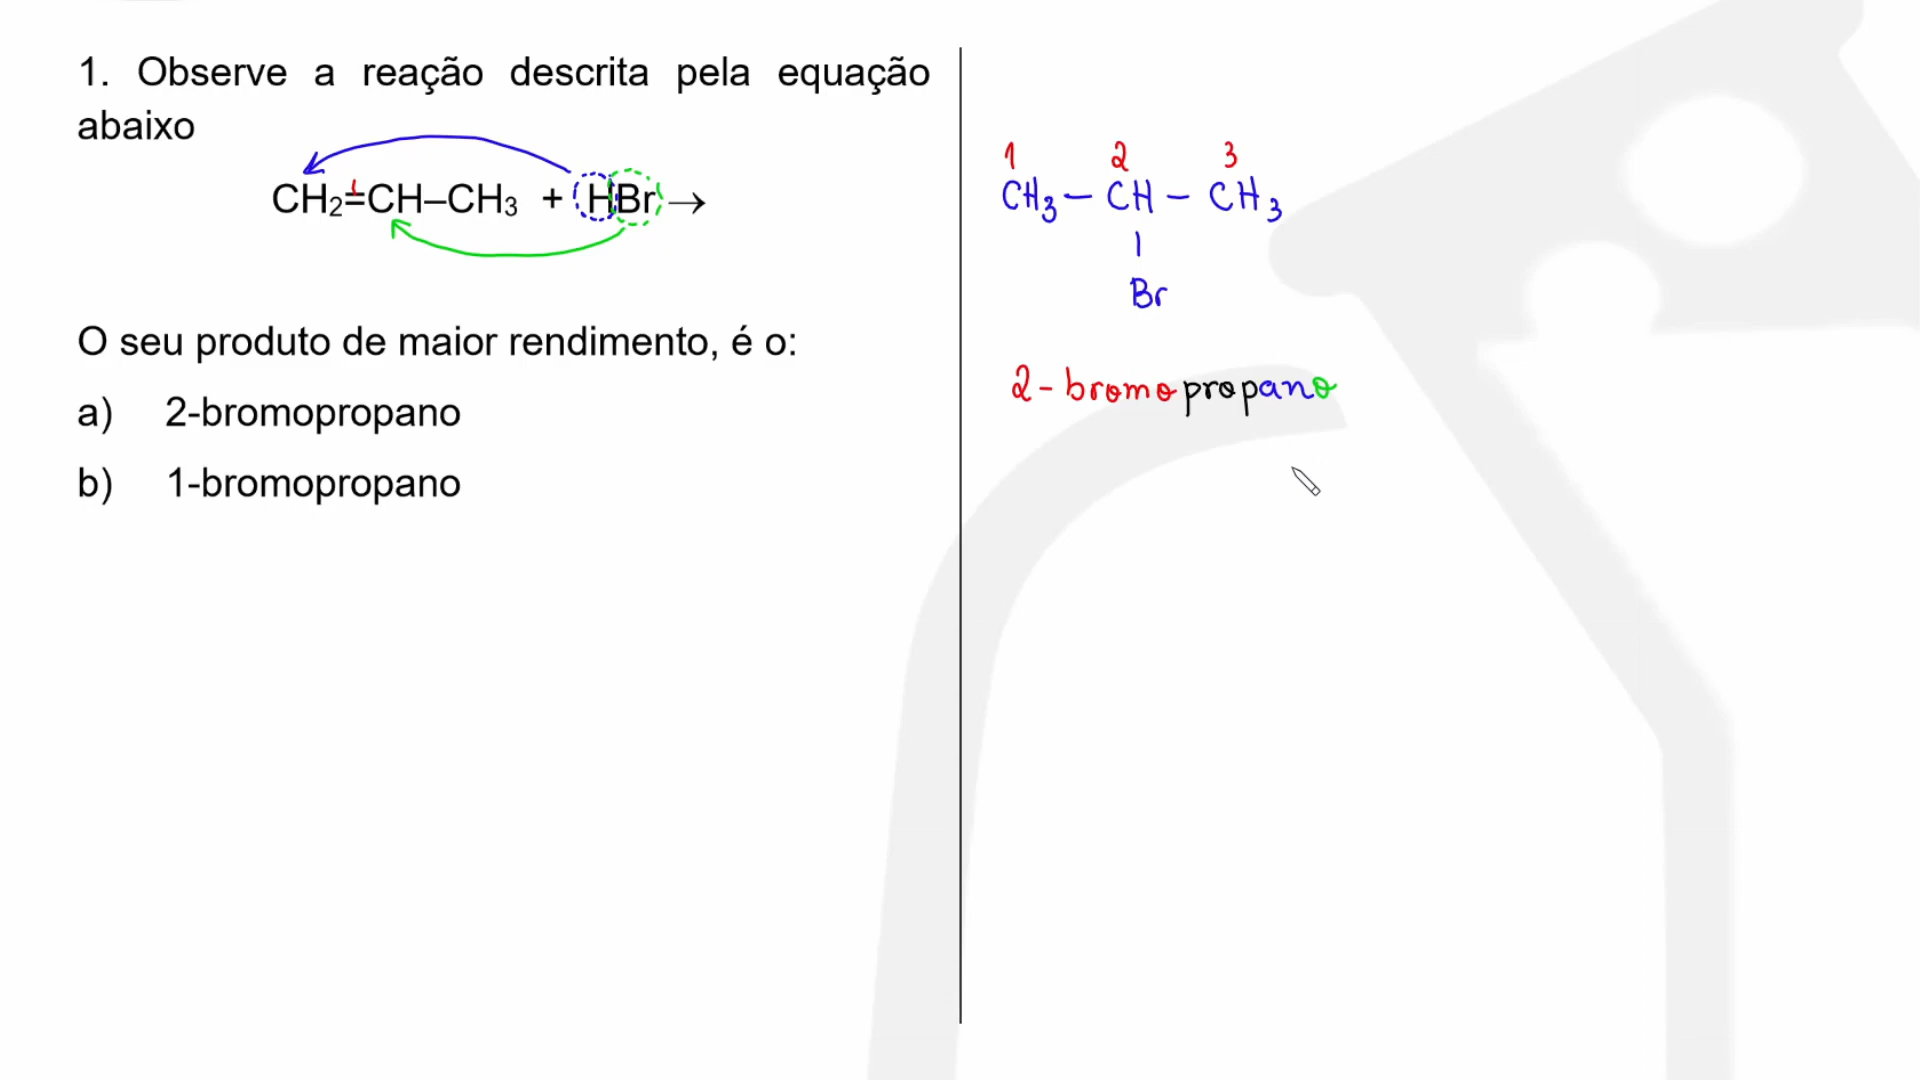 1. Observe a reação descrita pela equação
abaixo
CH₂=CH–CH₃ + HBr →
O seu produto de maior rendimento, é o:
a) 2-bromopropano
b) 1-bromopropano
1 2 3
CH₃ – CH – CH₃
|
Br
2-bromopropano